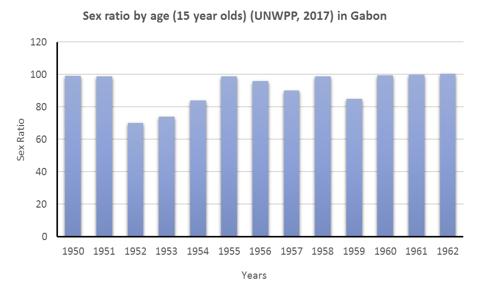 Sex ratio by age (15 year olds) (UNWPP, 2017) in Gabon
120
100
80
60
40
20
0
Sex Ratio
1950 1951 1952 1953 1954 1955 1956 1957 1958 1959 1960 1961 1962
Years